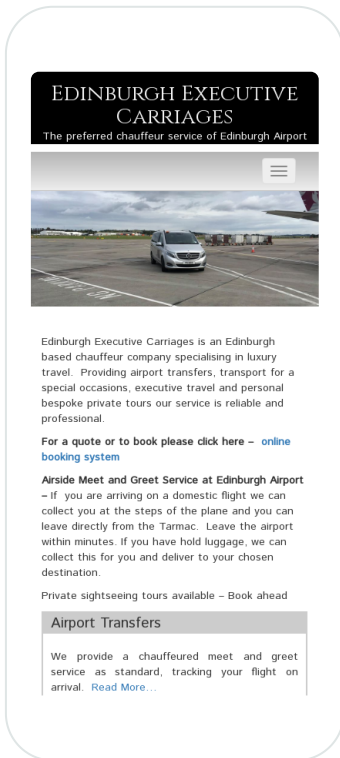 EDINBURGH EXECUTIVE
CARRIAGES
The preferred chauffeur service of Edinburgh Airport
Edinburgh Executive Carriages is an Edinburgh
based chauffeur company specialising in luxury
travel. Providing airport transfers, transport for a
special occasions, executive travel and personal
bespoke private tours our service is reliable and
professional.
For a quote or to book please click here – online
booking system
Airside Meet and Greet Service at Edinburgh Airport
– If you are arriving on a domestic flight we can
collect you at the steps of the plane and you can
leave directly from the Tarmac. Leave the airport
within minutes. If you have hold luggage, we can
collect this for you and deliver to your chosen
destination.
Private sightseeing tours available – Book ahead
Airport Transfers
We provide a chauffeured meet and greet
service as standard, tracking your flight on
arrival. Read More...